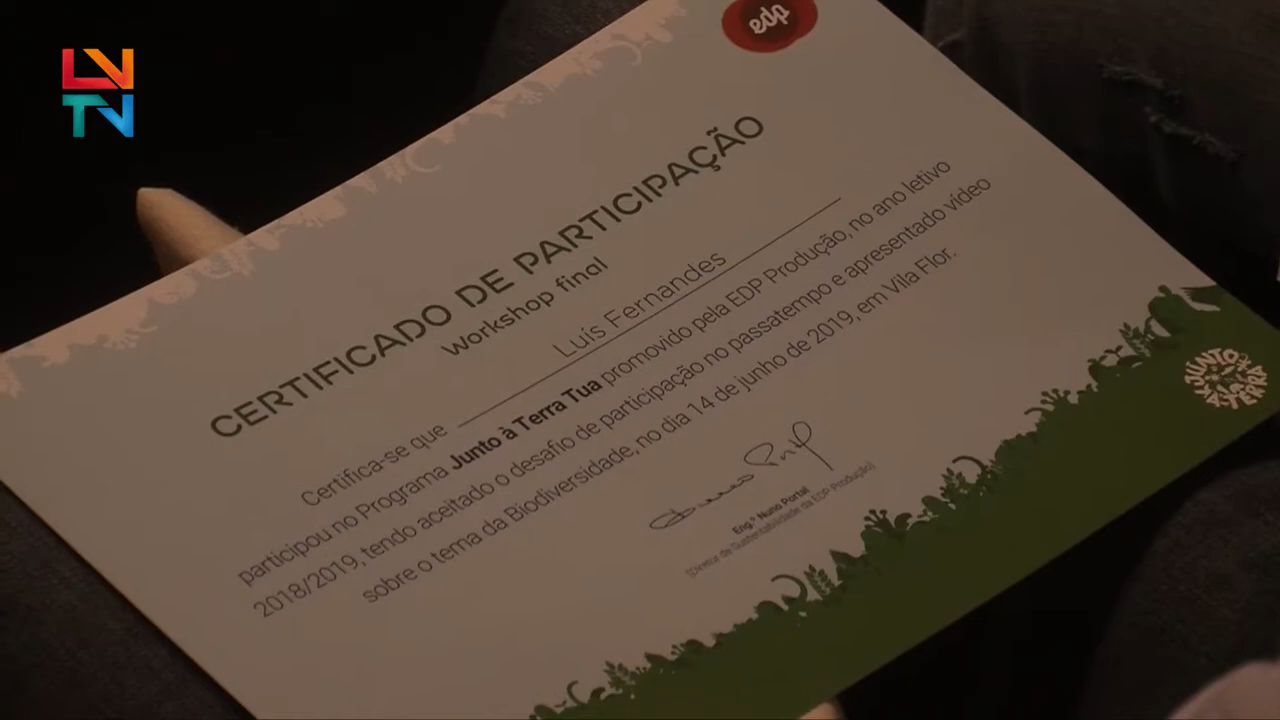 LV
TV
edp
CERTIFICADO DE PARTICIPAÇÃO
Workshop final
Certifica-se que Luís Fernandes
participou no Programa Junto à Terra Tua promovido pela EDP Produção, no ano letivo
2018/2019, tendo aceitado o desafio de participação no passatempo e apresentado vídeo
sobre o tema da Biodiversidade, no dia 14 de junho de 2019, em Vila Flor.
Eng.º Nuno Portal
(Diretor de Sustentabilidade da EDP Produção)
JUNTO
À TERRA